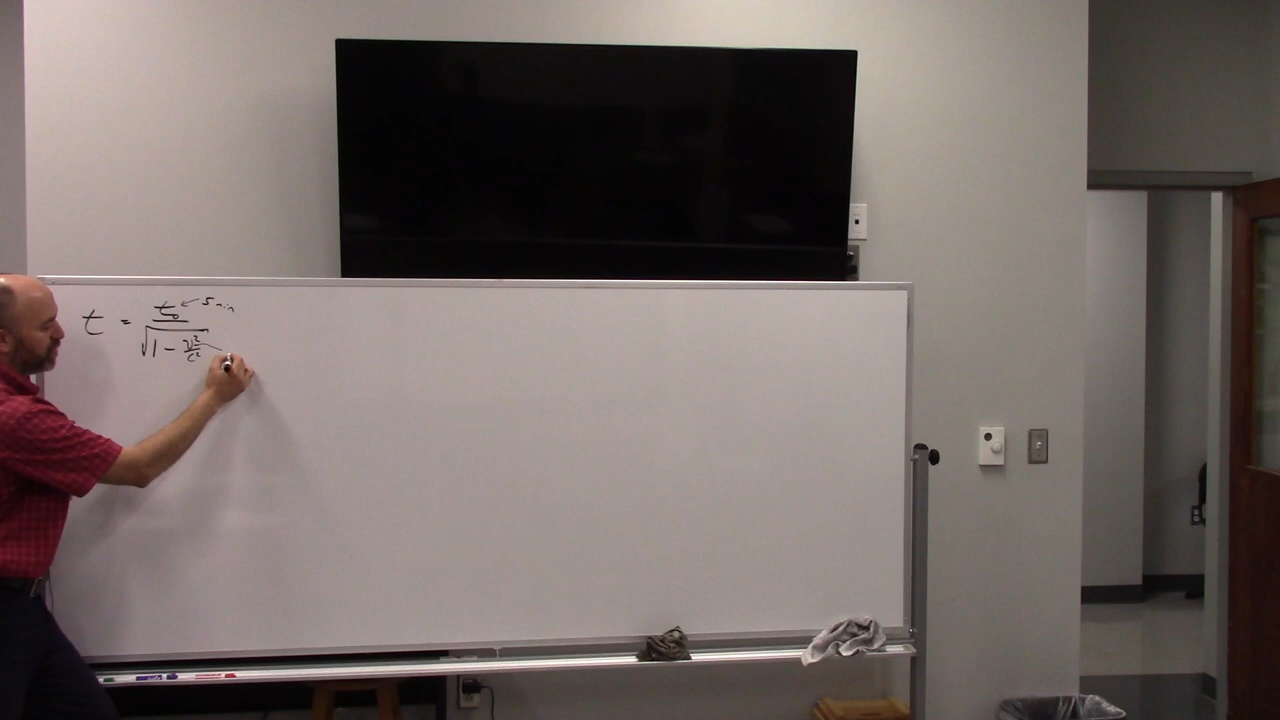 t = t₀ ← 5 min
√1 - v²/c²